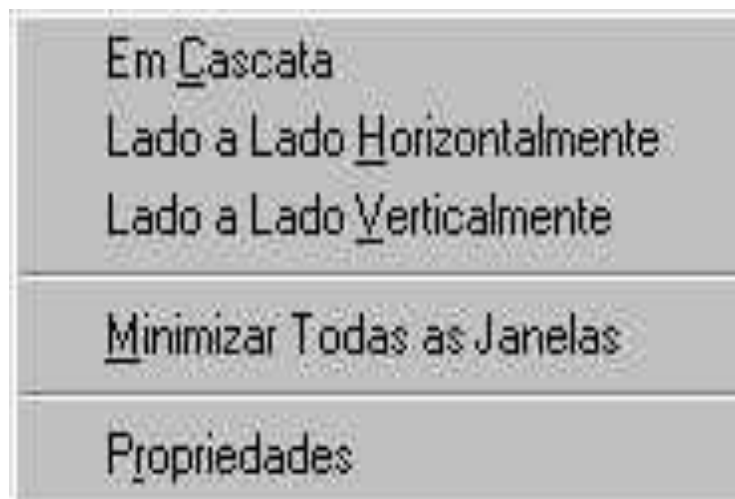 Em Cascata
Lado a Lado Horizontalmente
Lado a Lado Verticalmente
Minimizar Todas as Janelas
Propriedades